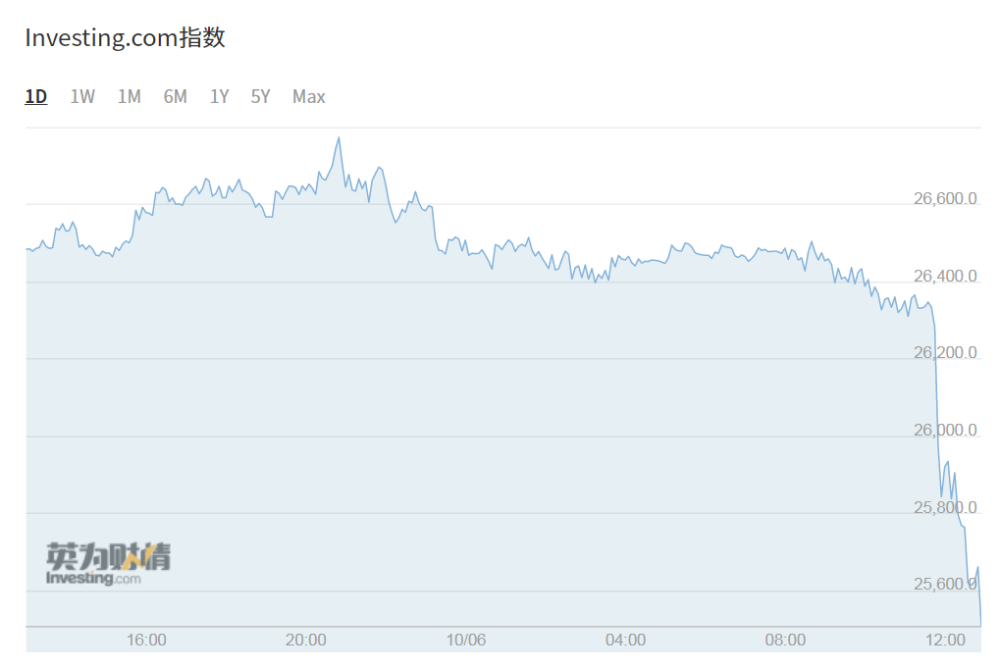 Investing.com指数
1D 1W 1M 6M 1Y 5Y Max
26,600.0
26,400.0
26,200.0
26,000.0
25,800.0
25,600.0
英为财情
Investing.com
16:00 20:00 10/06 04:00 08:00 12:00